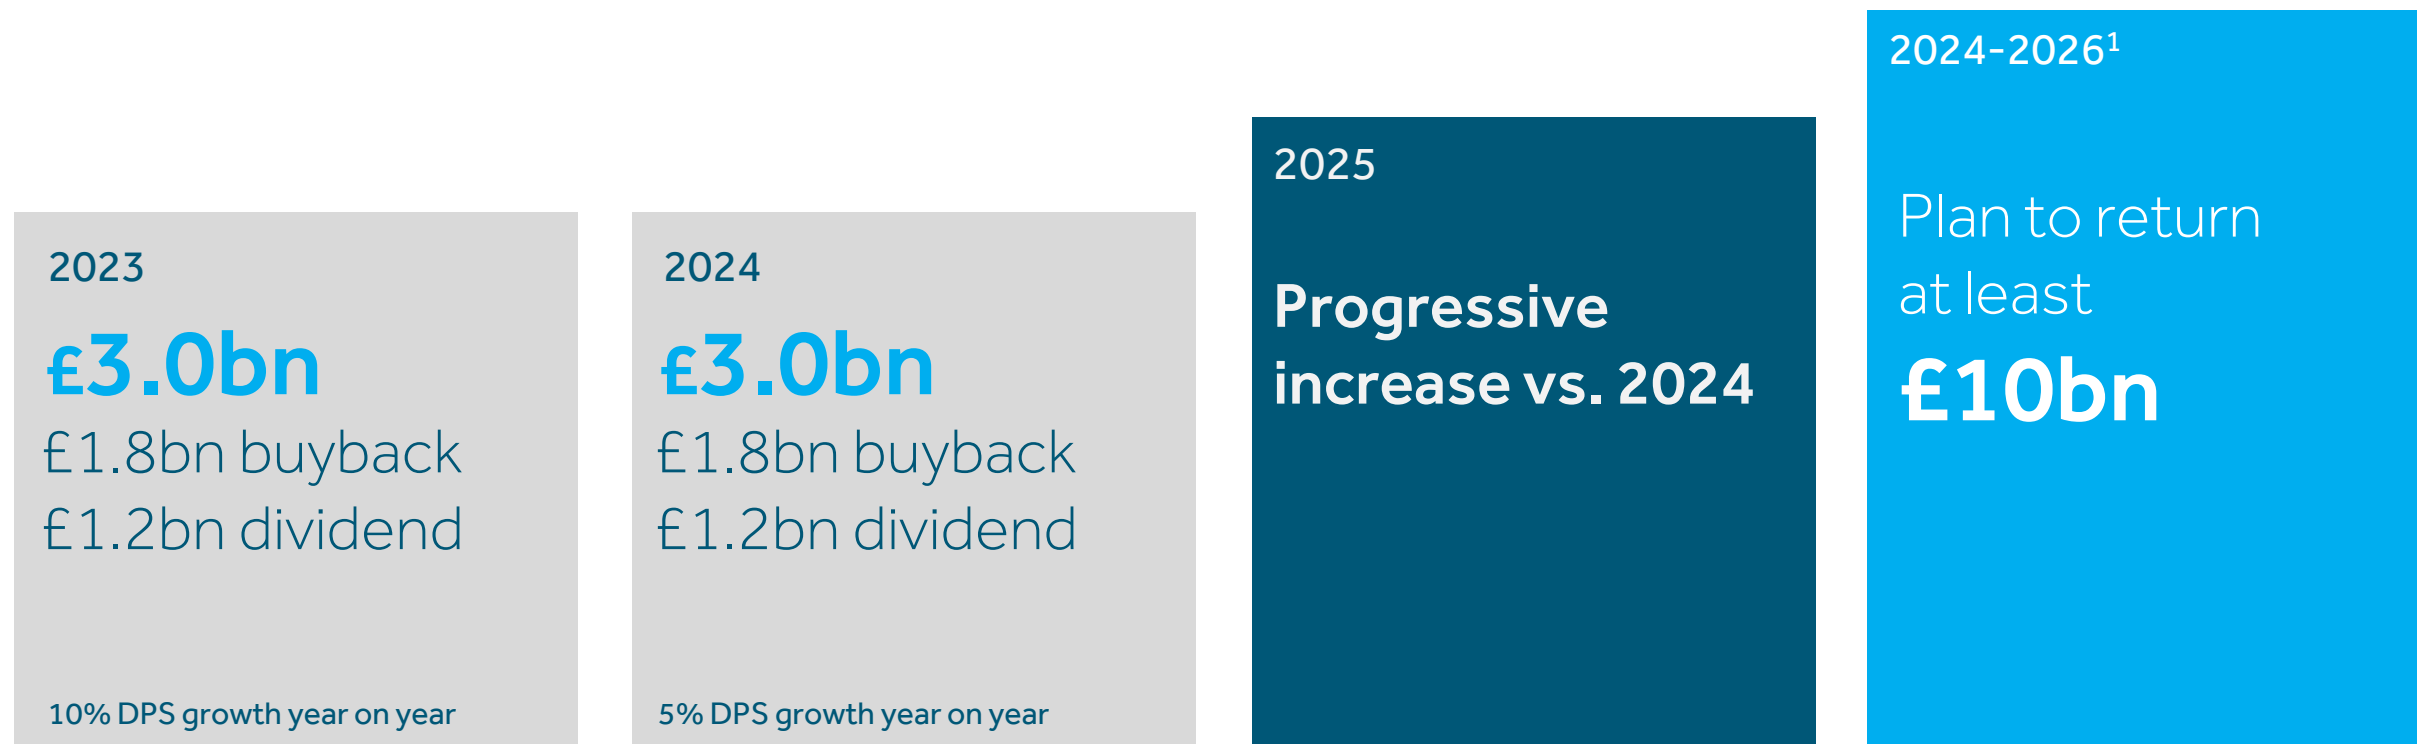 2023
£3.0bn
£1.8bn buyback
£1.2bn dividend
10% DPS growth year on year
2024
£3.0bn
£1.8bn buyback
£1.2bn dividend
5% DPS growth year on year
2025
Progressive
increase vs. 2024
2024-2026¹
Plan to return
at least
£10bn